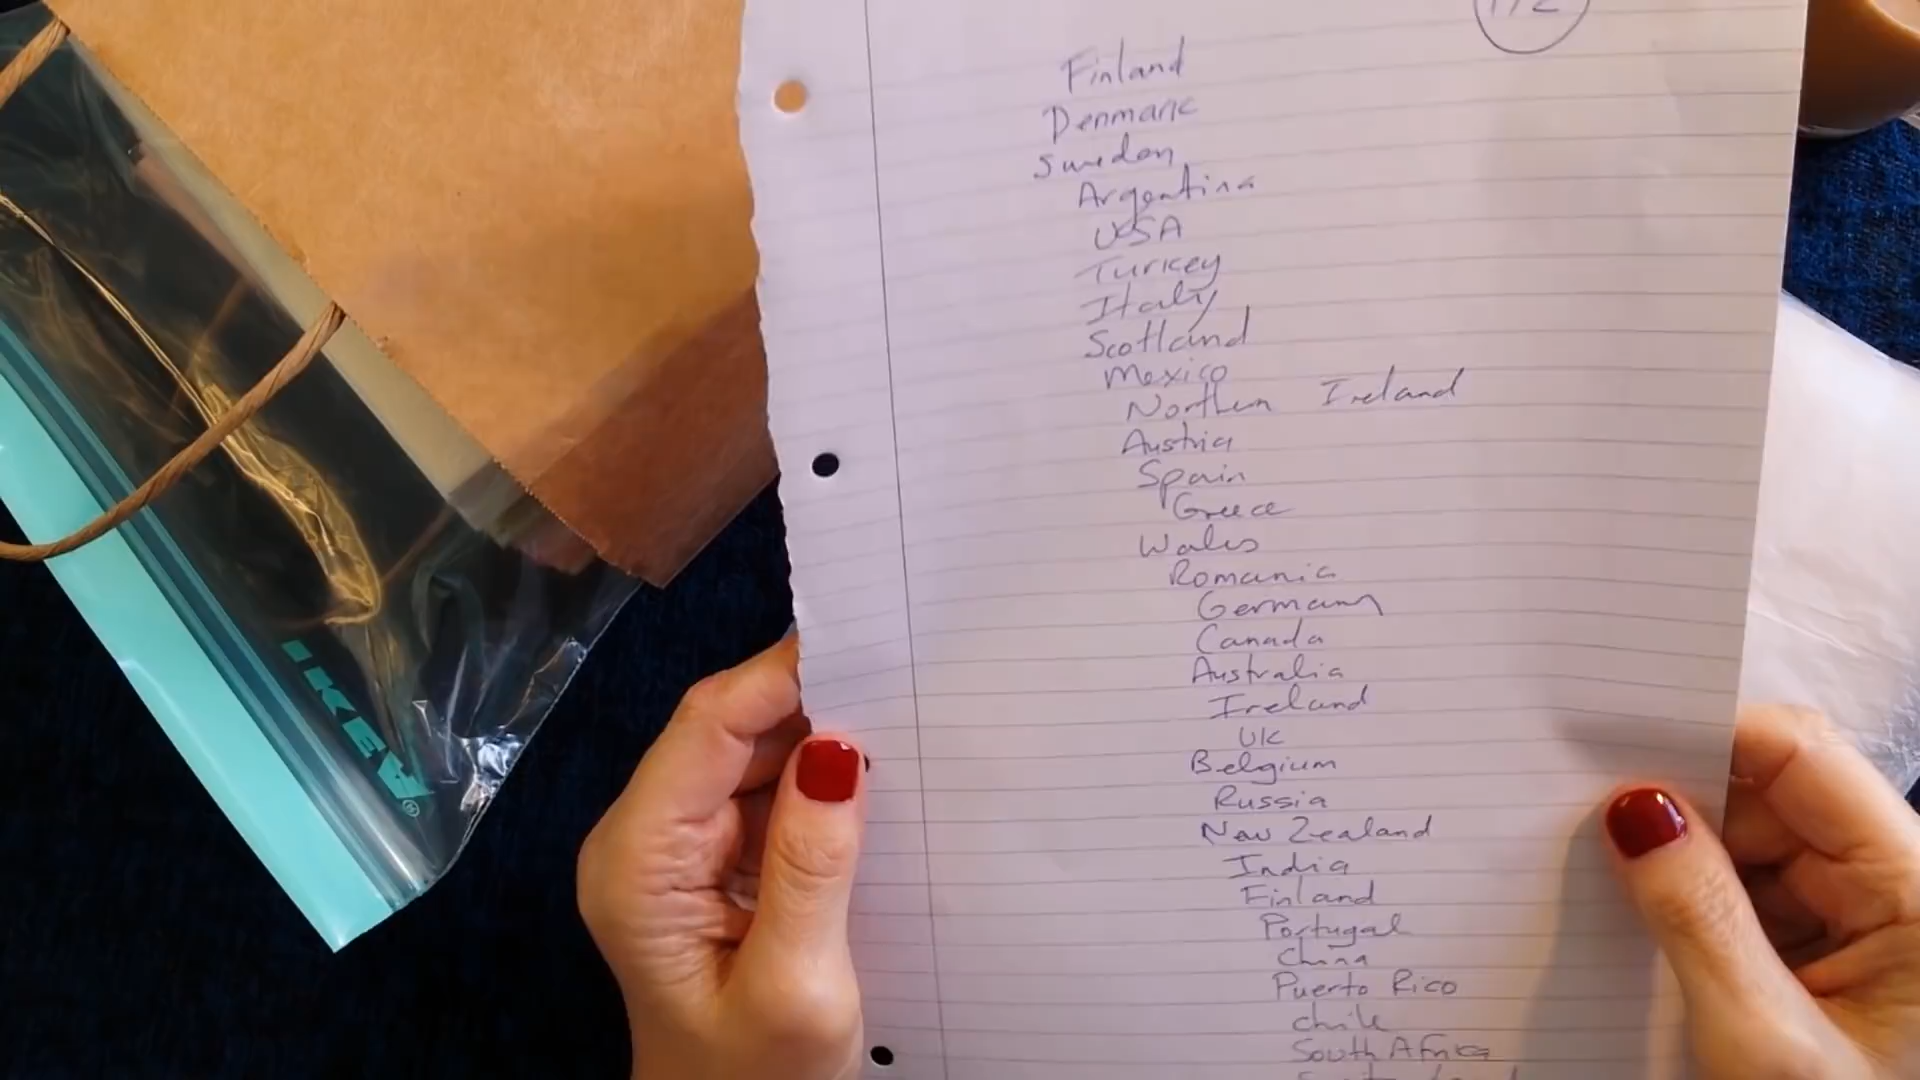 Finland
Denmark
Sweden
Argentina
USA
Turkey
Italy
Scotland
Mexico
Northern Ireland
Austria
Spain
Greece
Wales
Romania
Germany
Canada
Australia
Ireland
UK
Belgium
Russia
New Zealand
India
Finland
Portugal
China
Puerto Rico
Chile
South Africa
IKEA